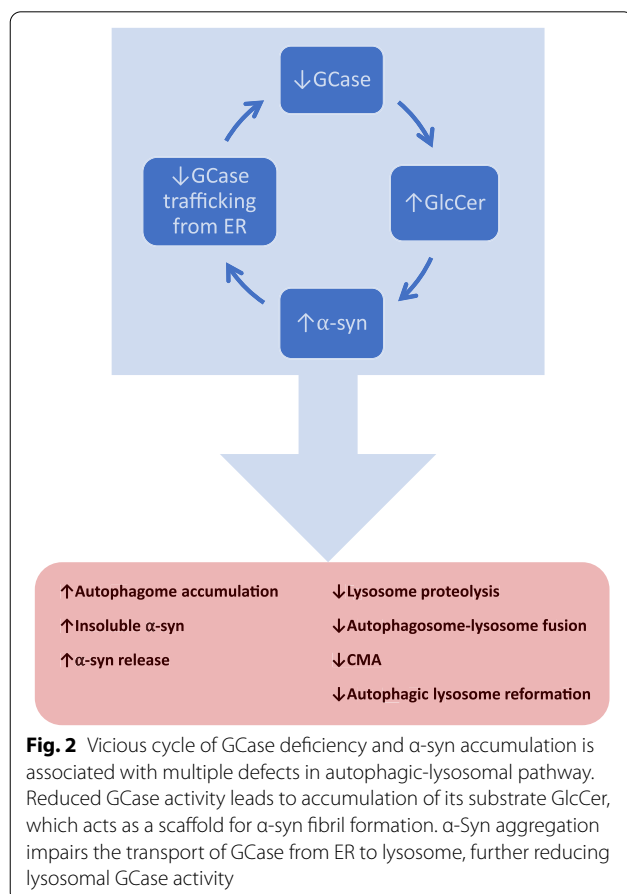 ↓GCase
↓GCase
trafficking
from ER
↑GlcCer
↑α-syn
↑Autophagome accumulation
↑Insoluble α-syn
↑α-syn release
↓Lysosome proteolysis
↓Autophagosome-lysosome fusion
↓CMA
↓Autophagic lysosome reformation
Fig. 2 Vicious cycle of GCase deficiency and α-syn accumulation is
associated with multiple defects in autophagic-lysosomal pathway.
Reduced GCase activity leads to accumulation of its substrate GlcCer,
which acts as a scaffold for α-syn fibril formation. α-Syn aggregation
impairs the transport of GCase from ER to lysosome, further reducing
lysosomal GCase activity